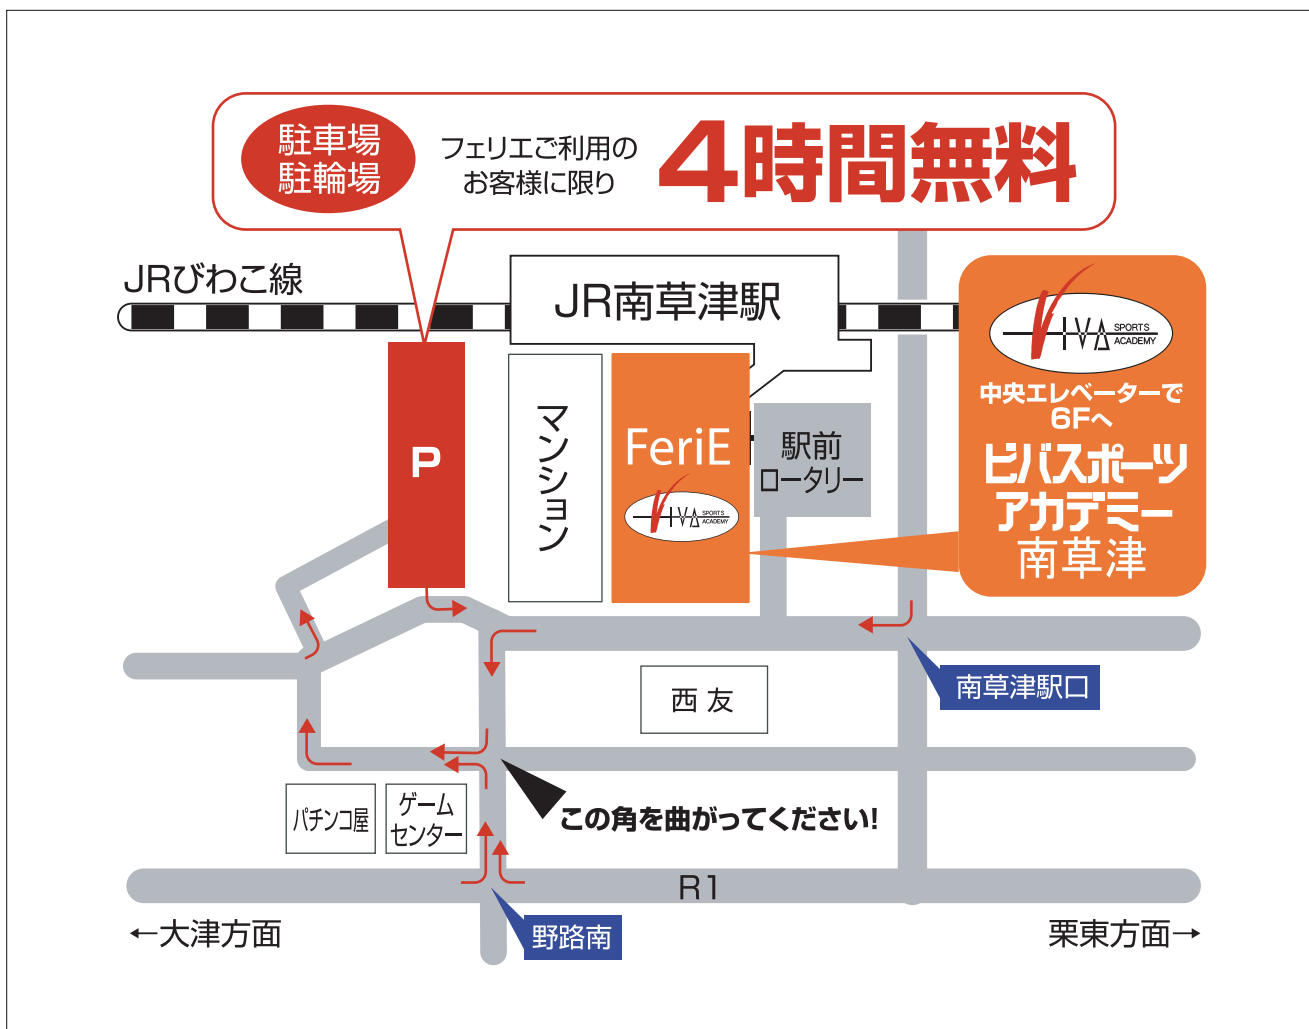 駐車場
駐輪場
フェリエご利用の
お客様に限り
4時間無料
JRびわこ線
JR南草津駅
VIVA SPORTS
ACADEMY
中央エレベーターで
6Fへ
ビバスポーツ
アカデミー
南草津
P
マンション
FeriE
VIVA SPORTS
ACADEMY
駅前
ロータリー
西友
南草津駅口
パチンコ屋
ゲーム
センター
この角を曲がってください!
R1
←大津方面
野路南
栗東方面→